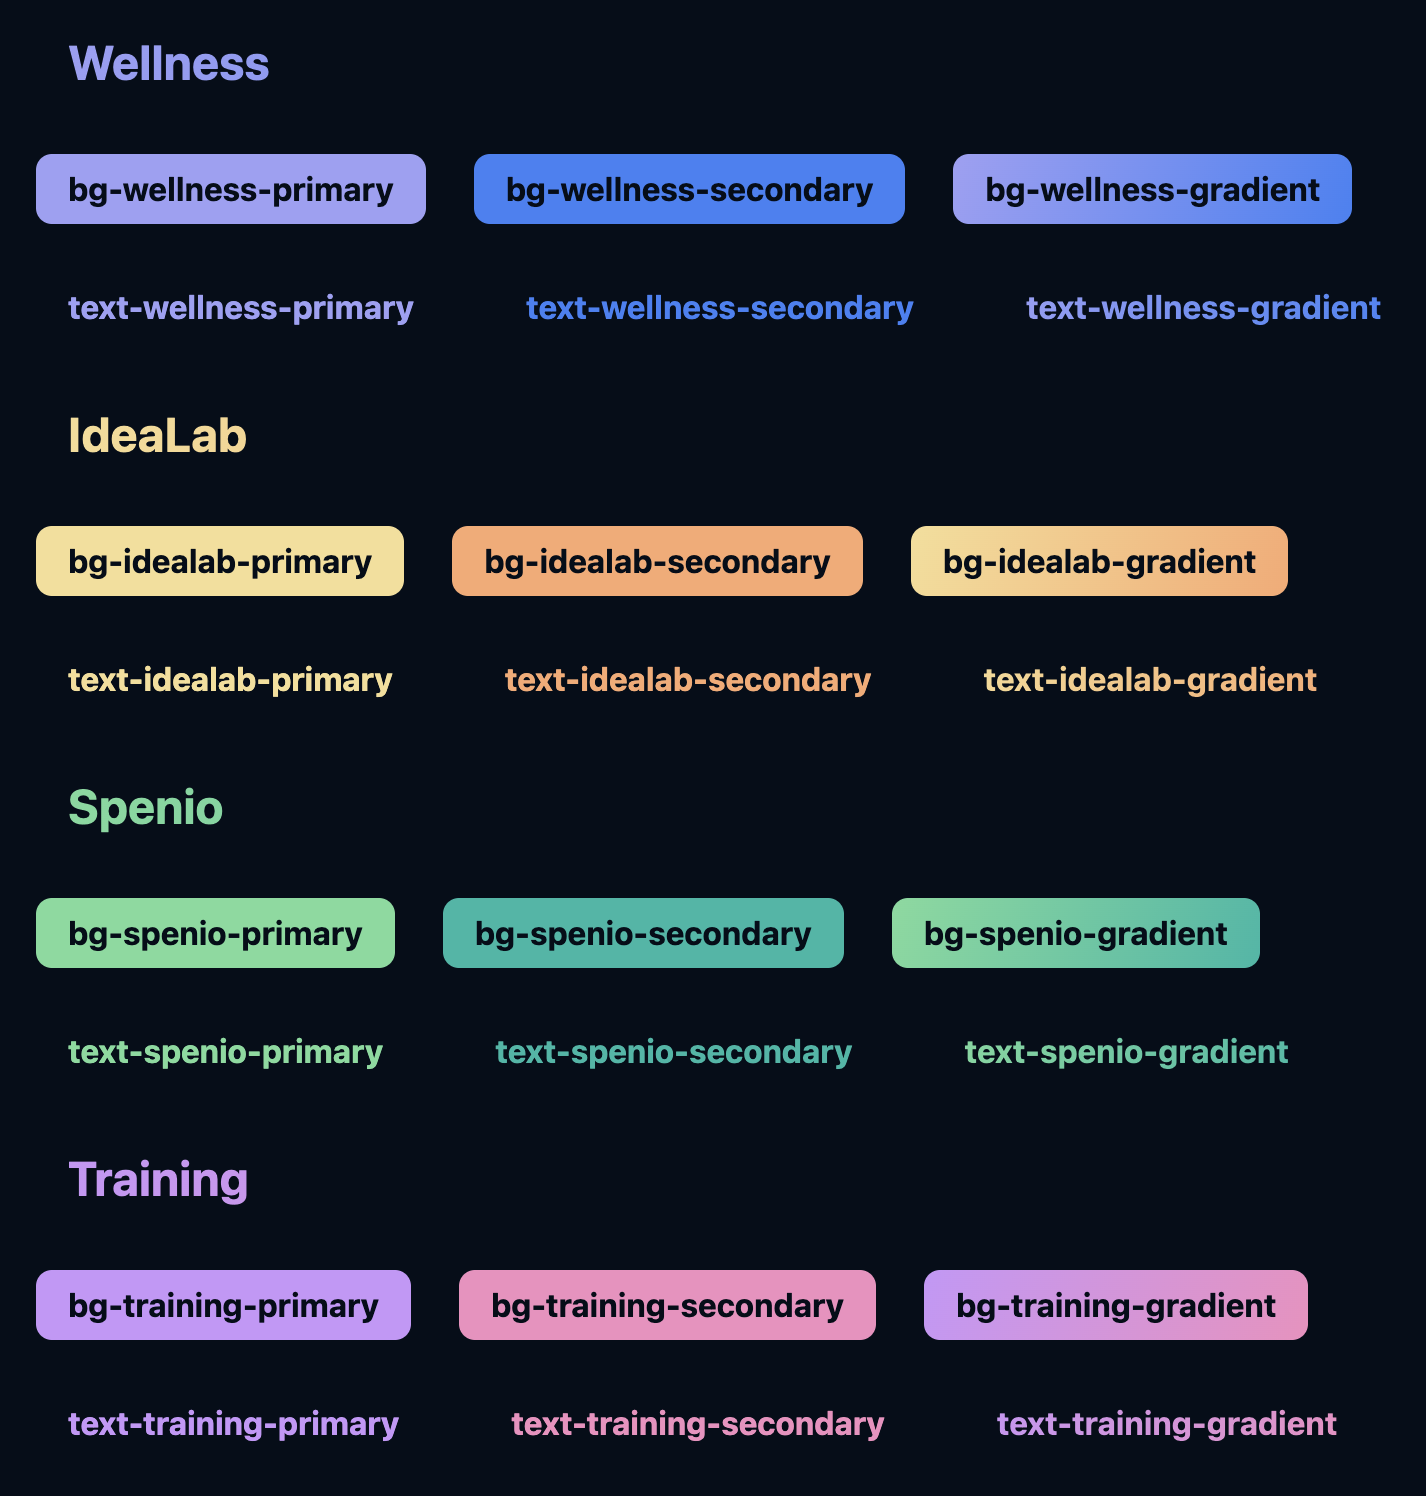 Wellness
bg-wellness-primary bg-wellness-secondary bg-wellness-gradient
text-wellness-primary text-wellness-secondary text-wellness-gradient
IdeaLab
bg-idealab-primary bg-idealab-secondary bg-idealab-gradient
text-idealab-primary text-idealab-secondary text-idealab-gradient
Spenio
bg-spenio-primary bg-spenio-secondary bg-spenio-gradient
text-spenio-primary text-spenio-secondary text-spenio-gradient
Training
bg-training-primary bg-training-secondary bg-training-gradient
text-training-primary text-training-secondary text-training-gradient